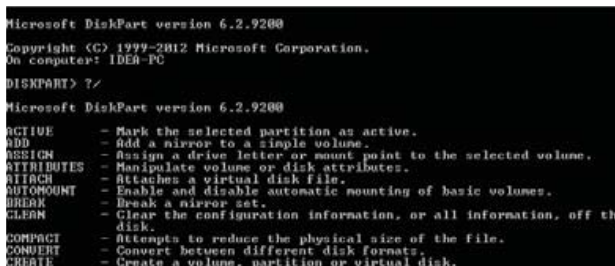 Microsoft DiskPart version 6.2.9200
Copyright (C) 1999-2012 Microsoft Corporation.
On computer: IDEA-PC
DISKPART> ?/
Microsoft DiskPart version 6.2.9200
ACTIVE - Mark the selected partition as active.
ADD - Add a mirror to a simple volume.
ASSIGN - Assign a drive letter or mount point to the selected volume.
ATTRIBUTES - Manipulate volume or disk attributes.
ATTACH - Attaches a virtual disk file.
AUTOMOUNT - Enable and disable automatic mounting of basic volumes.
BREAK - Break a mirror set.
CLEAN - Clear the configuration information, or all information, off th
disk.
COMPACT - Attempts to reduce the physical size of the file.
CONVERT - Convert between different disk formats.
CREATE - Create a volume, partition or virtual disk.